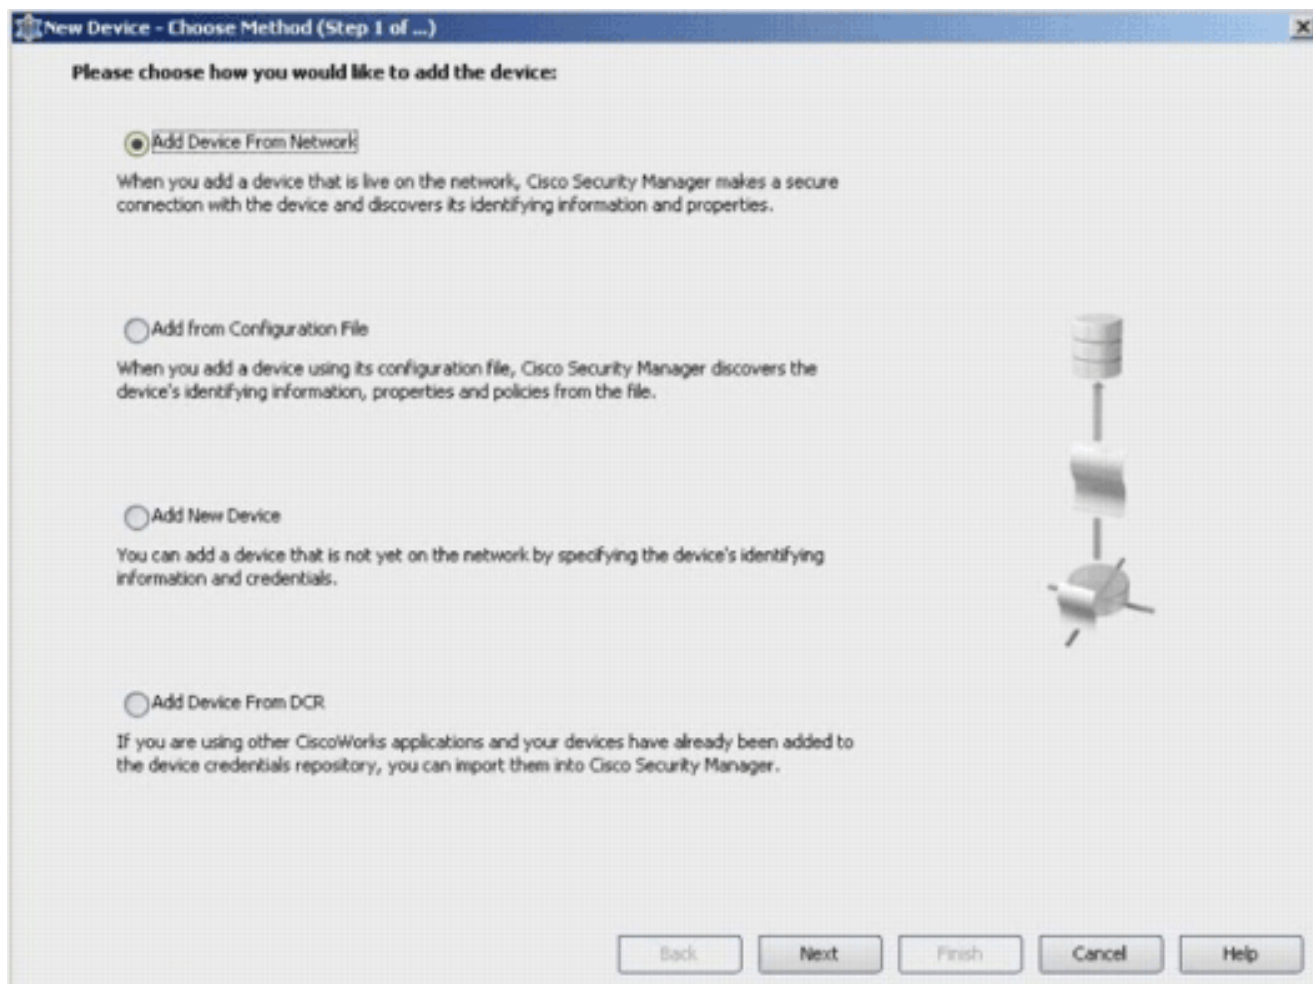 New Device - Choose Method (Step 1 of ...)
Please choose how you would like to add the device:
Add Device From Network
When you add a device that is live on the network, Cisco Security Manager makes a secure
connection with the device and discovers its identifying information and properties.
Add from Configuration File
When you add a device using its configuration file, Cisco Security Manager discovers the
device's identifying information, properties and policies from the file.
Add New Device
You can add a device that is not yet on the network by specifying the device's identifying
information and credentials.
Add Device From DCR
If you are using other CiscoWorks applications and your devices have already been added to
the device credentials repository, you can import them into Cisco Security Manager.
Back Next Finish Cancel Help